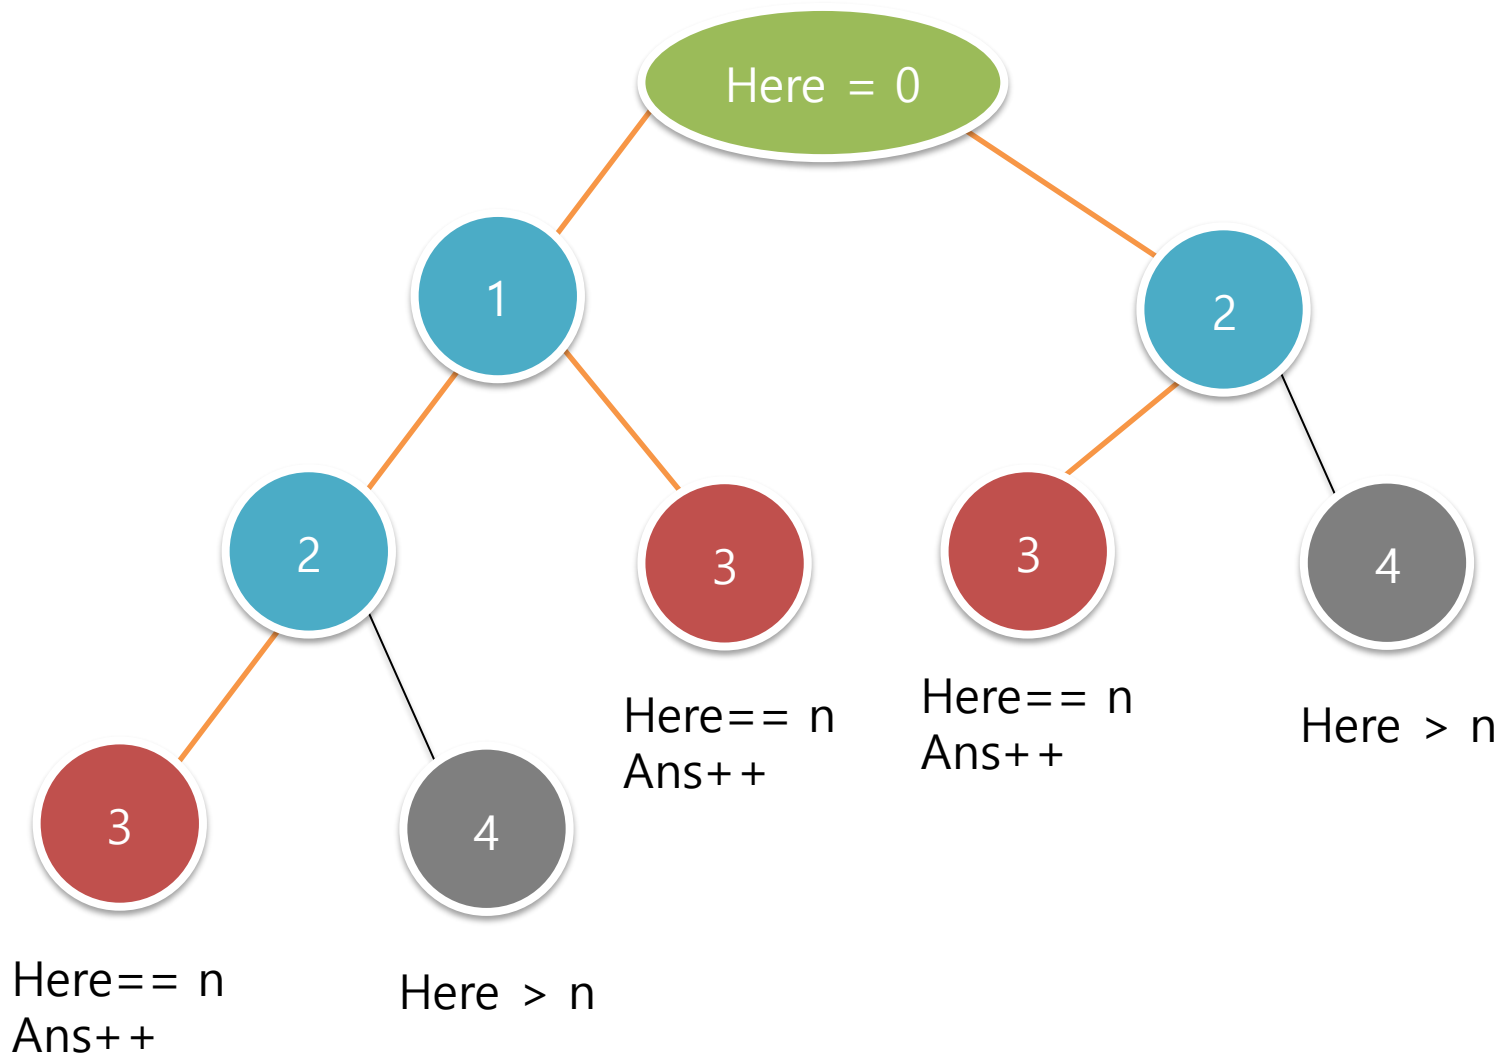 Here = 0
1
2
2
3
3
4
Here== n
Ans++
Here== n
Ans++
Here > n
3
4
Here== n
Ans++
Here > n